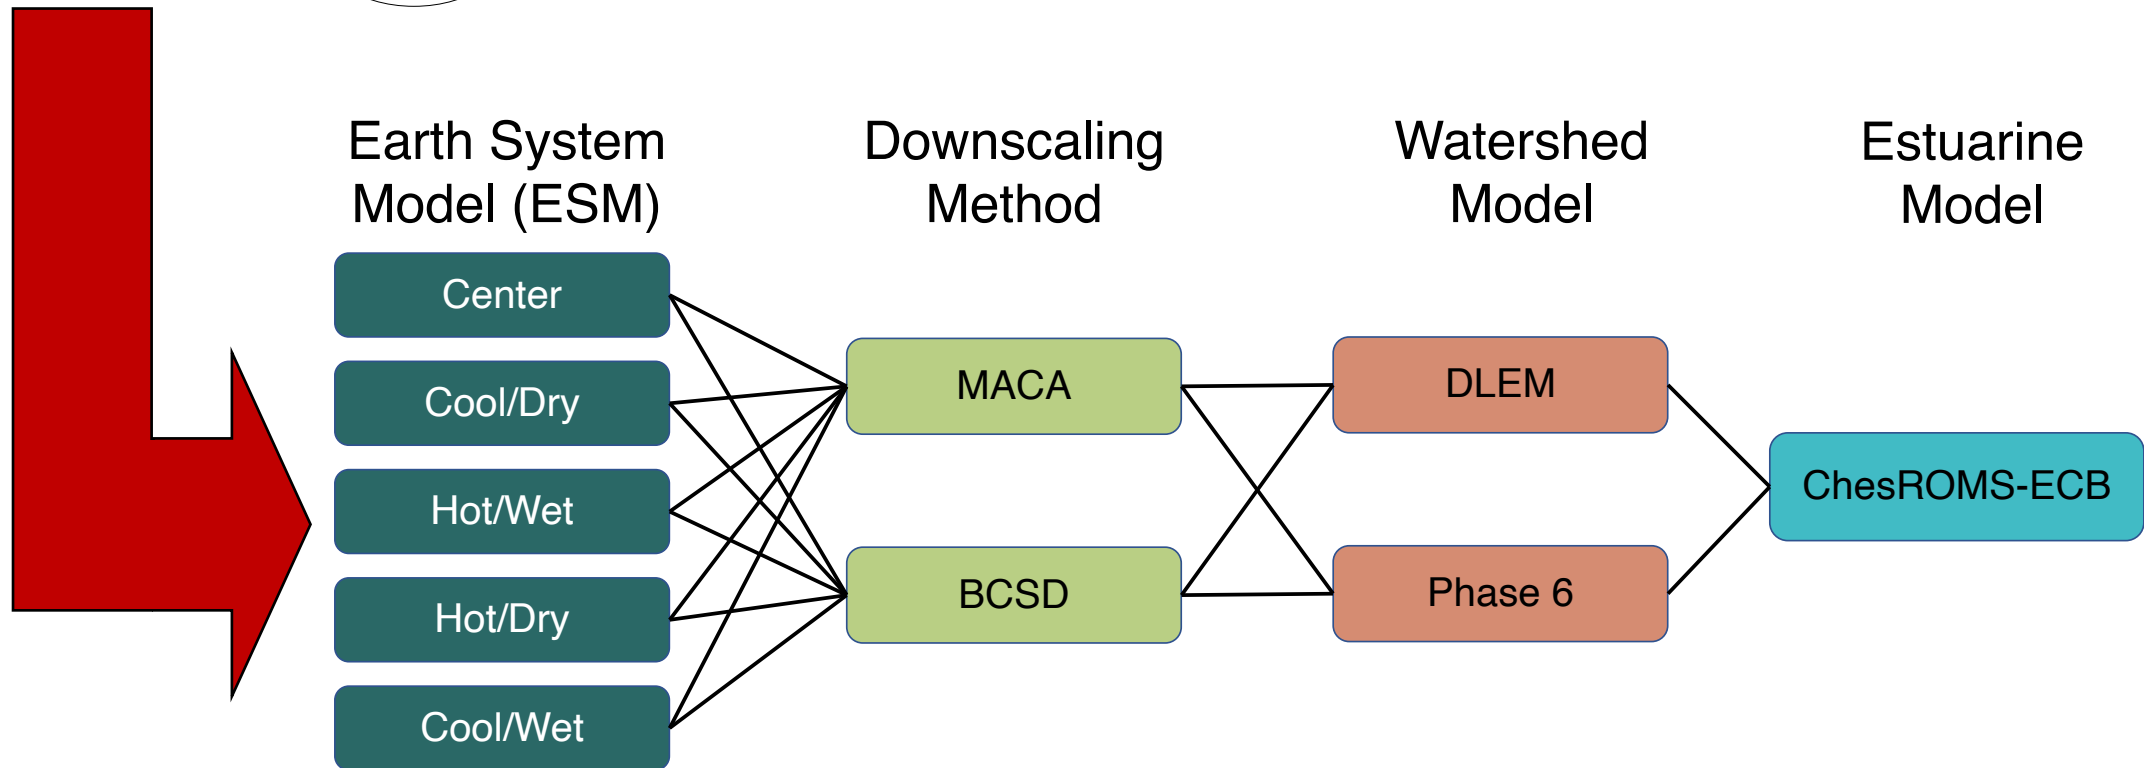 Earth System
Model (ESM)
Downscaling
Method
Watershed
Model
Estuarine
Model
Center
Cool/Dry
Hot/Wet
Hot/Dry
Cool/Wet
MACA
BCSD
DLEM
Phase 6
ChesROMS-ECB